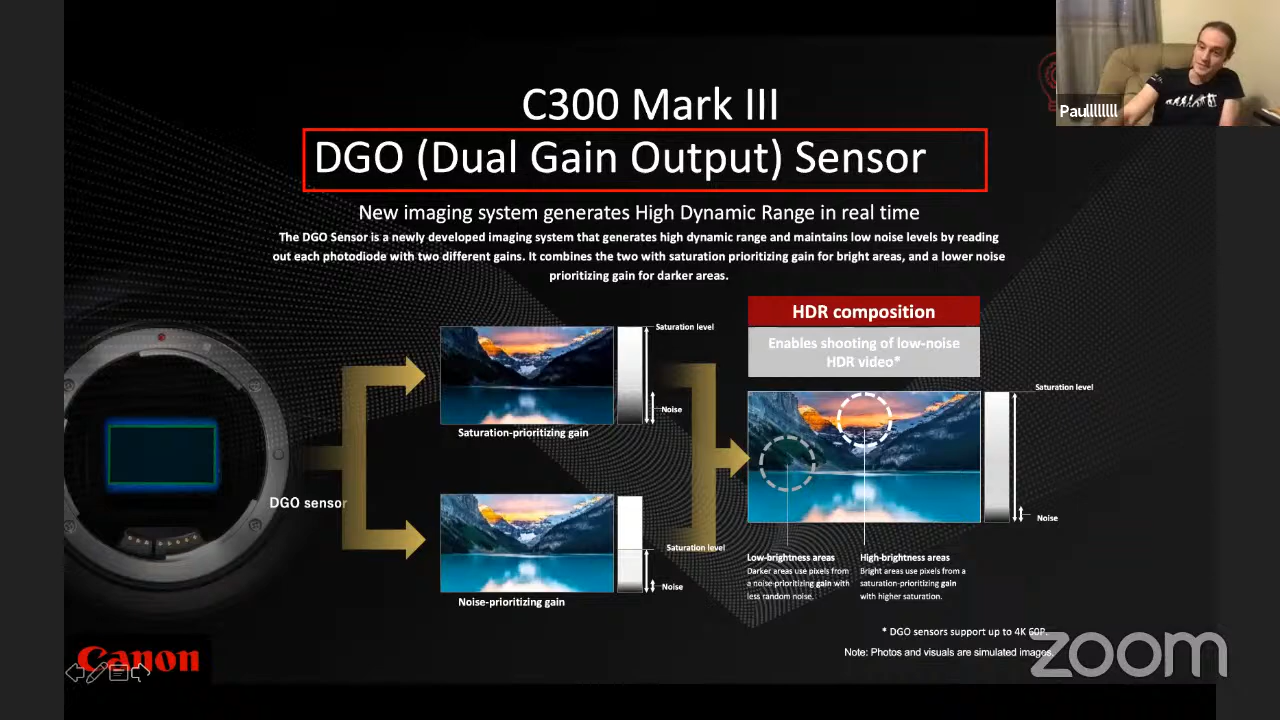 C300 Mark III
DGO (Dual Gain Output) Sensor
New imaging system generates High Dynamic Range in real time
The DGO Sensor is a newly developed imaging system that generates high dynamic range and maintains low noise levels by reading
out each photodiode with two different gains. It combines the two with saturation prioritizing gain for bright areas, and a lower noise
prioritizing gain for darker areas.
Paullllllll
DGO sensor
Saturation level
Noise
Saturation-prioritizing gain
Saturation level
Noise
Noise-prioritizing gain
HDR composition
Enables shooting of low-noise
HDR video*
Saturation level
Noise
Low-brightness areas
Darker areas use pixels from
a noise-prioritizing gain with
less random noise.
High-brightness areas
Bright areas use pixels from a
saturation-prioritizing gain
with higher saturation.
* DGO sensors support up to 4K 60P.
Note: Photos and visuals are simulated images.
Canon
zoom